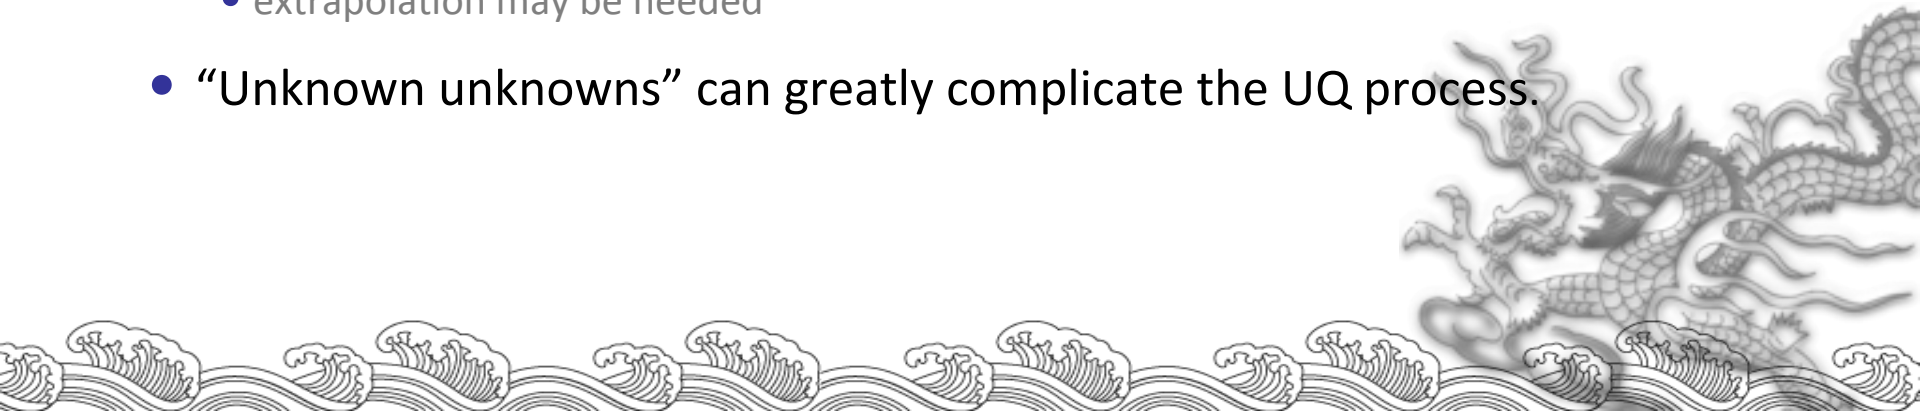 • extrapolation may be needed
• “Unknown unknowns” can greatly complicate the UQ process.